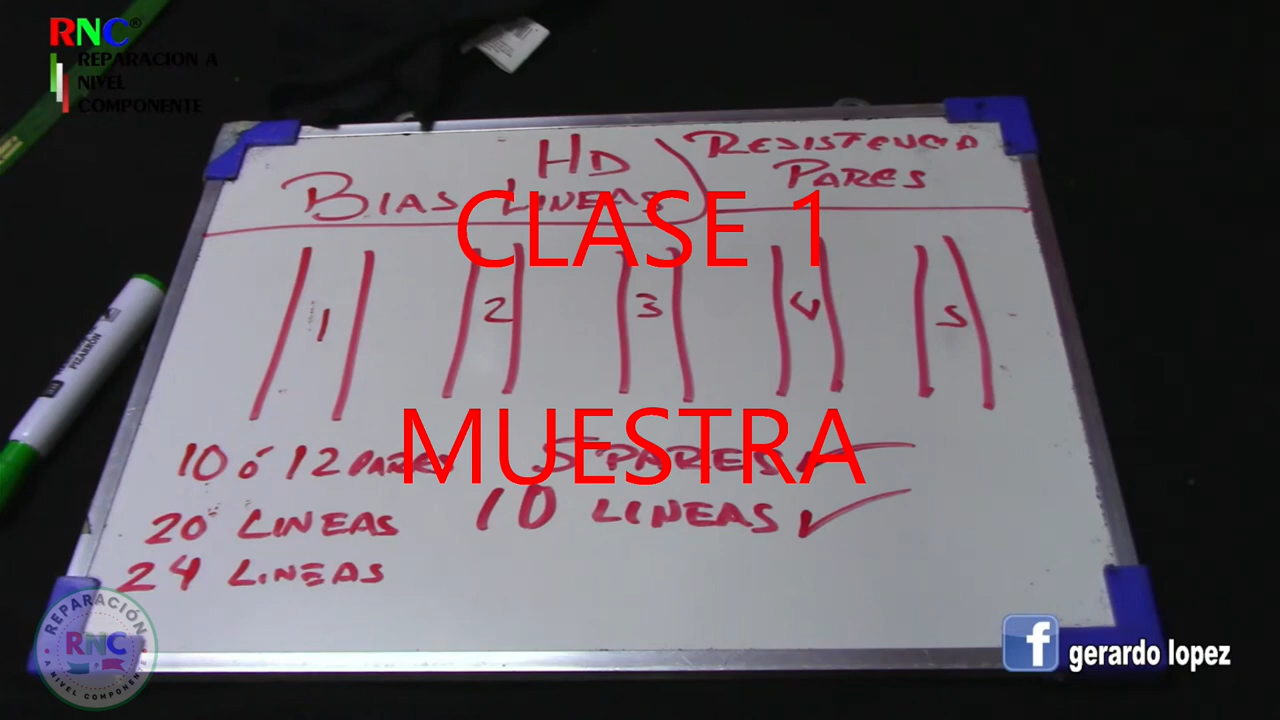 RNC®
REPARACION A
NIVEL
COMPONENTE
HD
BIAS LINEAS
RESISTENCIA
PARES
CLASE 1
1 2 3 4 5
MUESTRA
10 ó 12 PARES
5 PARES ✓
20 LINEAS
10 LINEAS ✓
24 LINEAS
PIZARRÓN
REPARACIÓN
RNC
A NIVEL COMPONENTE
f
gerardo lopez